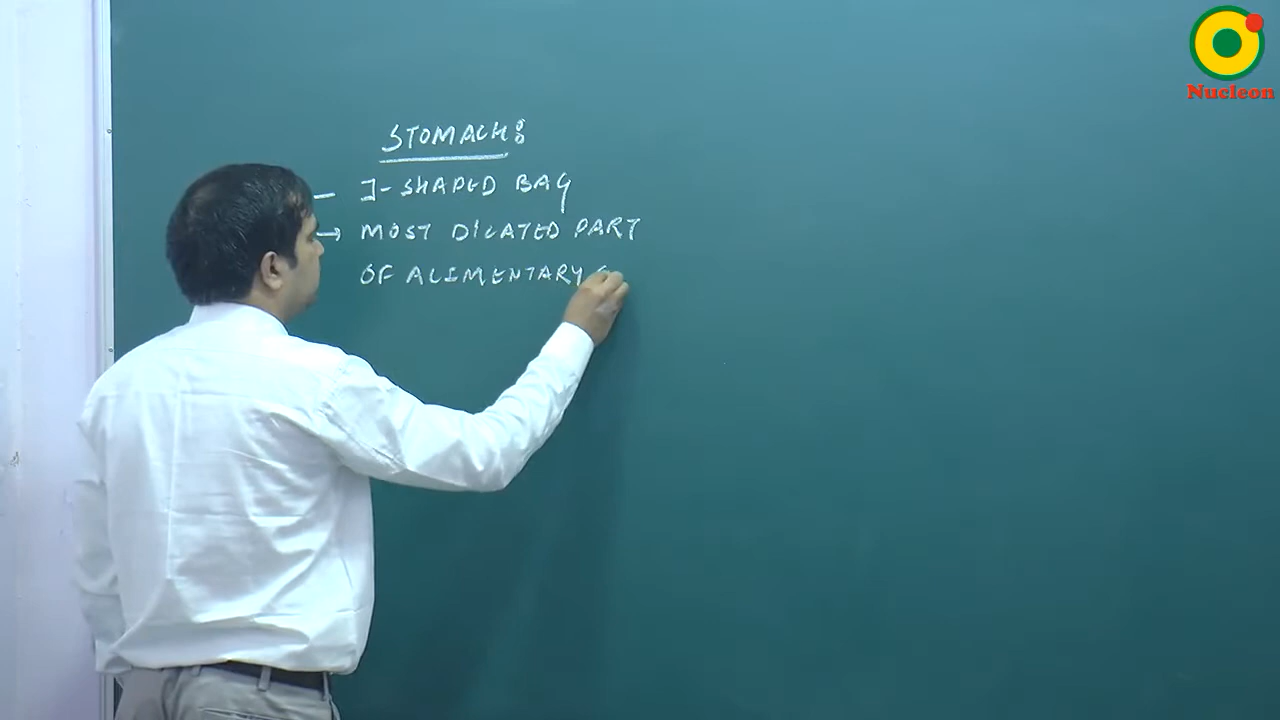 STOMACH:
J-SHAPED BAG
→ MOST DILATED PART
OF ALIMENTARY
Nucleon